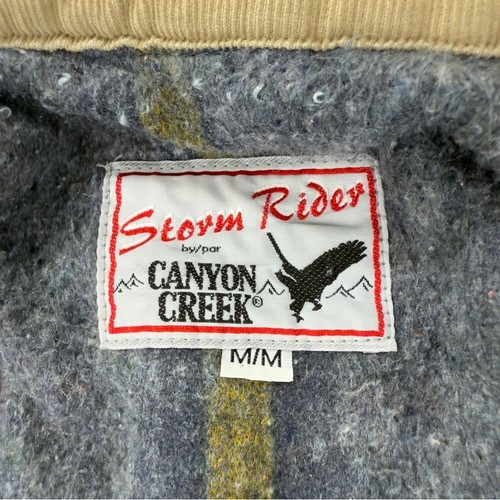 Storm Rider
by/par
CANYON
CREEK®
M/M